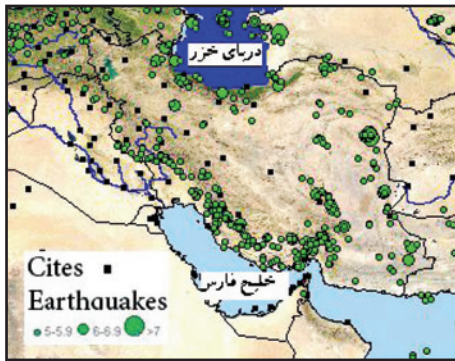 دریای خزر
خلیج فارس
Cites
Earthquakes
5-5.9 6-6.9 >7